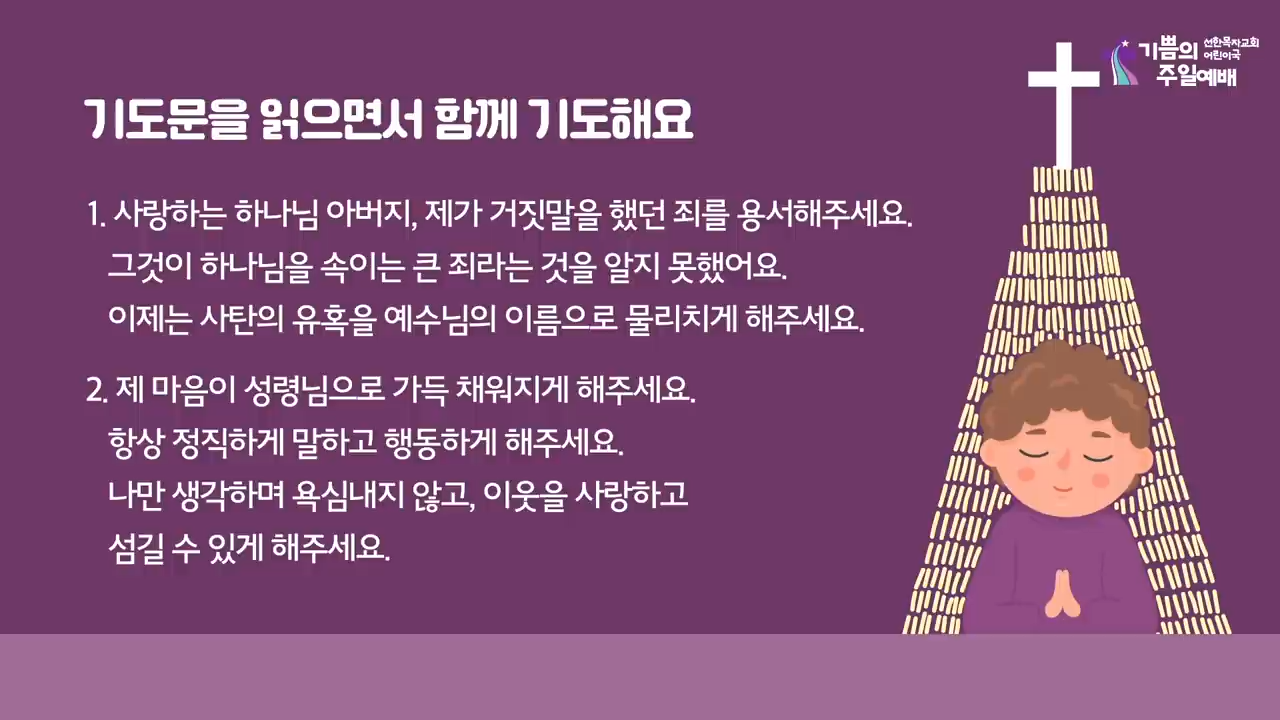 기쁨의 선한목자교회
어린이국
주일예배
기도문을 읽으면서 함께 기도해요
1. 사랑하는 하나님 아버지, 제가 거짓말을 했던 죄를 용서해주세요.
그것이 하나님을 속이는 큰 죄라는 것을 알지 못했어요.
이제는 사탄의 유혹을 예수님의 이름으로 물리치게 해주세요.
2. 제 마음이 성령님으로 가득 채워지게 해주세요.
항상 정직하게 말하고 행동하게 해주세요.
나만 생각하며 욕심내지 않고, 이웃을 사랑하고
섬길 수 있게 해주세요.